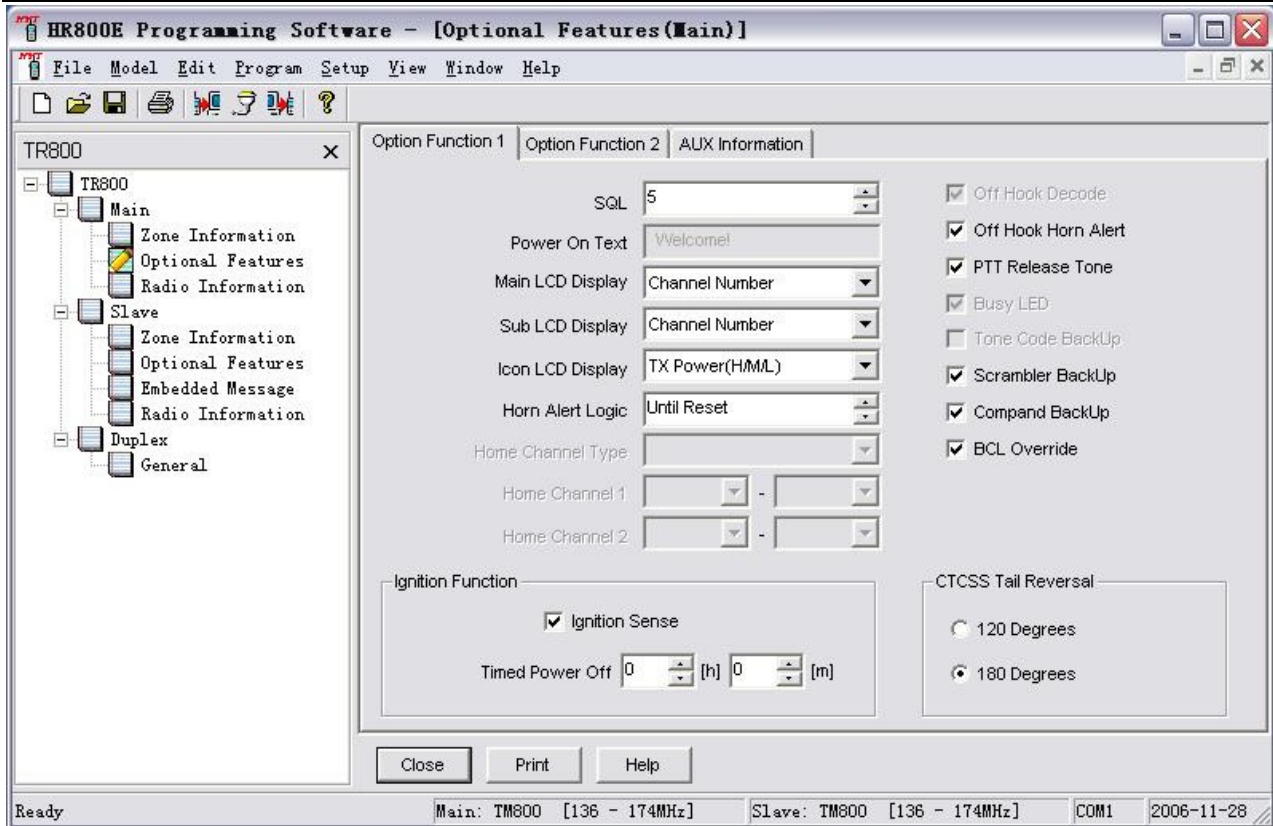 HR800E Programming Software - [Optional Features(Main)]
File Model Edit Program Setup View Window Help
TR800
TR800
Main
Zone Information
Optional Features
Radio Information
Slave
Zone Information
Optional Features
Embedded Message
Radio Information
Duplex
General
Option Function 1 Option Function 2 AUX Information
SQL 5
Power On Text Welcome!
Main LCD Display Channel Number
Sub LCD Display Channel Number
Icon LCD Display TX Power(H/M/L)
Horn Alert Logic Until Reset
Home Channel Type
Home Channel 1 -
Home Channel 2 -
Off Hook Decode
Off Hook Horn Alert
PTT Release Tone
Busy LED
Tone Code BackUp
Scrambler BackUp
Compand BackUp
BCL Override
Ignition Function
Ignition Sense
Timed Power Off 0 [h] 0 [m]
CTCSS Tail Reversal
120 Degrees
180 Degrees
Close Print Help
Ready Main: TM800 [136 - 174MHz] Slave: TM800 [136 - 174MHz] COM1 2006-11-28